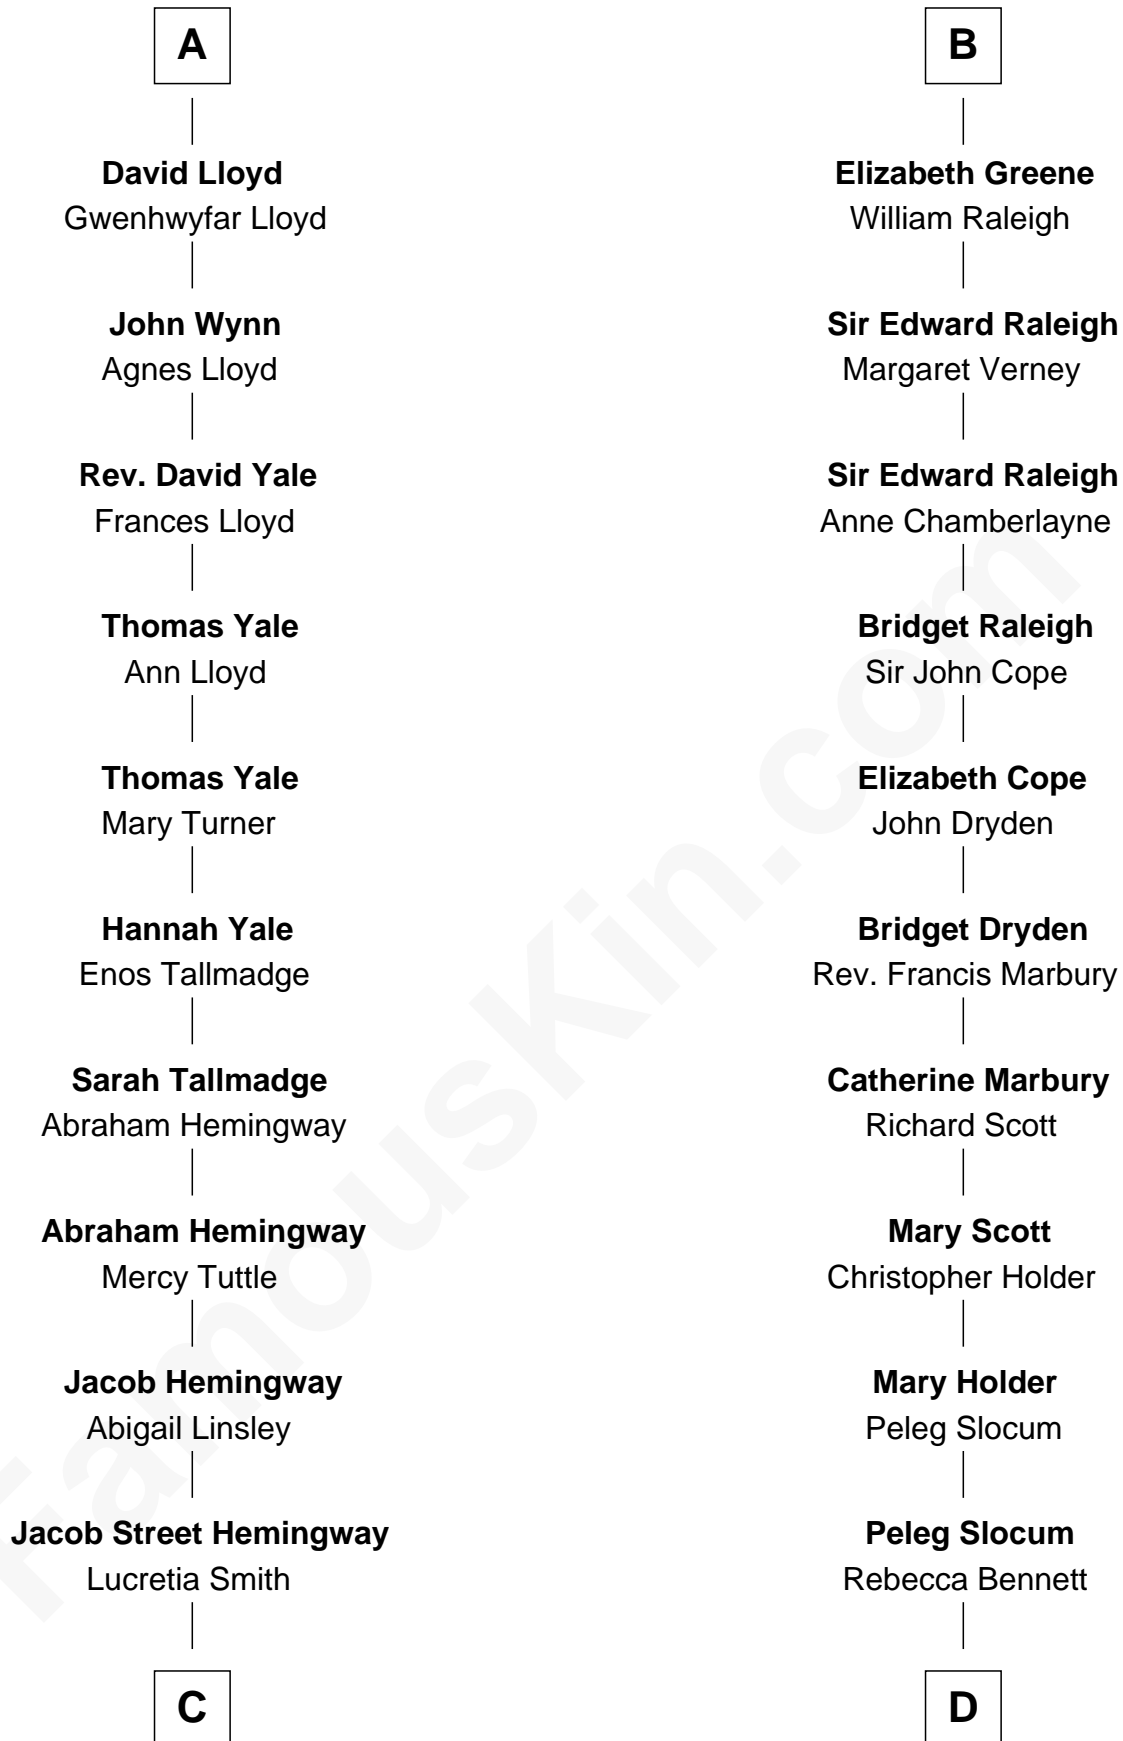 A
David Lloyd
Gwenhwyfar Lloyd
John Wynn
Agnes Lloyd
Rev. David Yale
Frances Lloyd
Thomas Yale
Ann Lloyd
Thomas Yale
Mary Turner
Hannah Yale
Enos Tallmadge
Sarah Tallmadge
Abraham Hemingway
Abraham Hemingway
Mercy Tuttle
Jacob Hemingway
Abigail Linsley
Jacob Street Hemingway
Lucretia Smith
C
B
Elizabeth Greene
William Raleigh
Sir Edward Raleigh
Margaret Verney
Sir Edward Raleigh
Anne Chamberlayne
Bridget Raleigh
Sir John Cope
Elizabeth Cope
John Dryden
Bridget Dryden
Rev. Francis Marbury
Catherine Marbury
Richard Scott
Mary Scott
Christopher Holder
Mary Holder
Peleg Slocum
Peleg Slocum
Rebecca Bennett
D
FamousKin.com